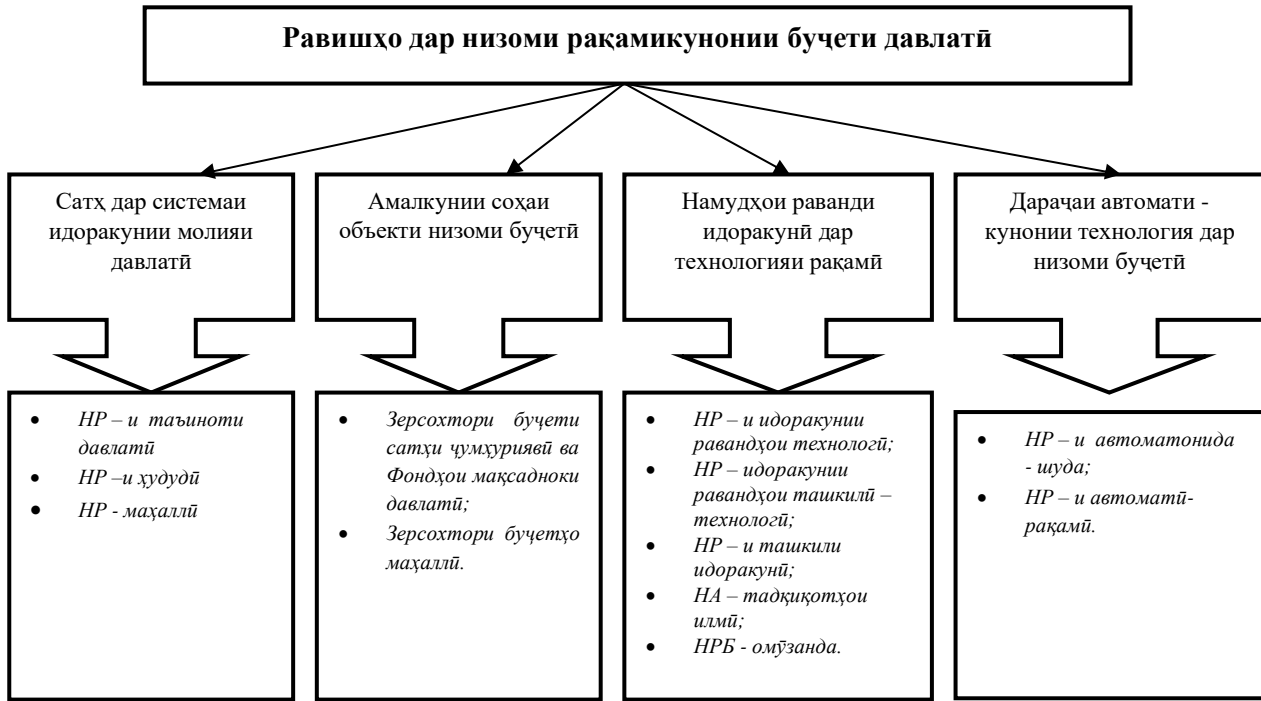 Равишҳо дар низоми рақамикунонии буҷети давлатӣ
Сатҳ дар системаи
идоракунии молияи
давлатӣ
Амалкунии соҳаи
объекти низоми буҷетӣ
Намудҳои раванди
идоракунӣ дар
технологияи рақамӣ
Дараҷаи автомати -
кунонии технология дар
низоми буҷетӣ
• НР – и таъиноти
давлатӣ
• НР –и ҳудудӣ
• НР - маҳаллӣ
• Зерсохтори буҷети
сатҳи ҷумҳуриявӣ ва
Фондҳои мақсадноки
давлатӣ;
• Зерсохтори буҷетҳо
маҳаллӣ.
• НР – и идоракунии
равандҳои технологӣ;
• НР – идоракунии
равандҳои ташкилӣ –
технологӣ;
• НР – и ташкили
идоракунӣ;
• НА – тадқиқотҳои
илмӣ;
• НРБ - омӯзанда.
• НР – и автоматонида
- шуда;
• НР – и автоматӣ-
рақамӣ.